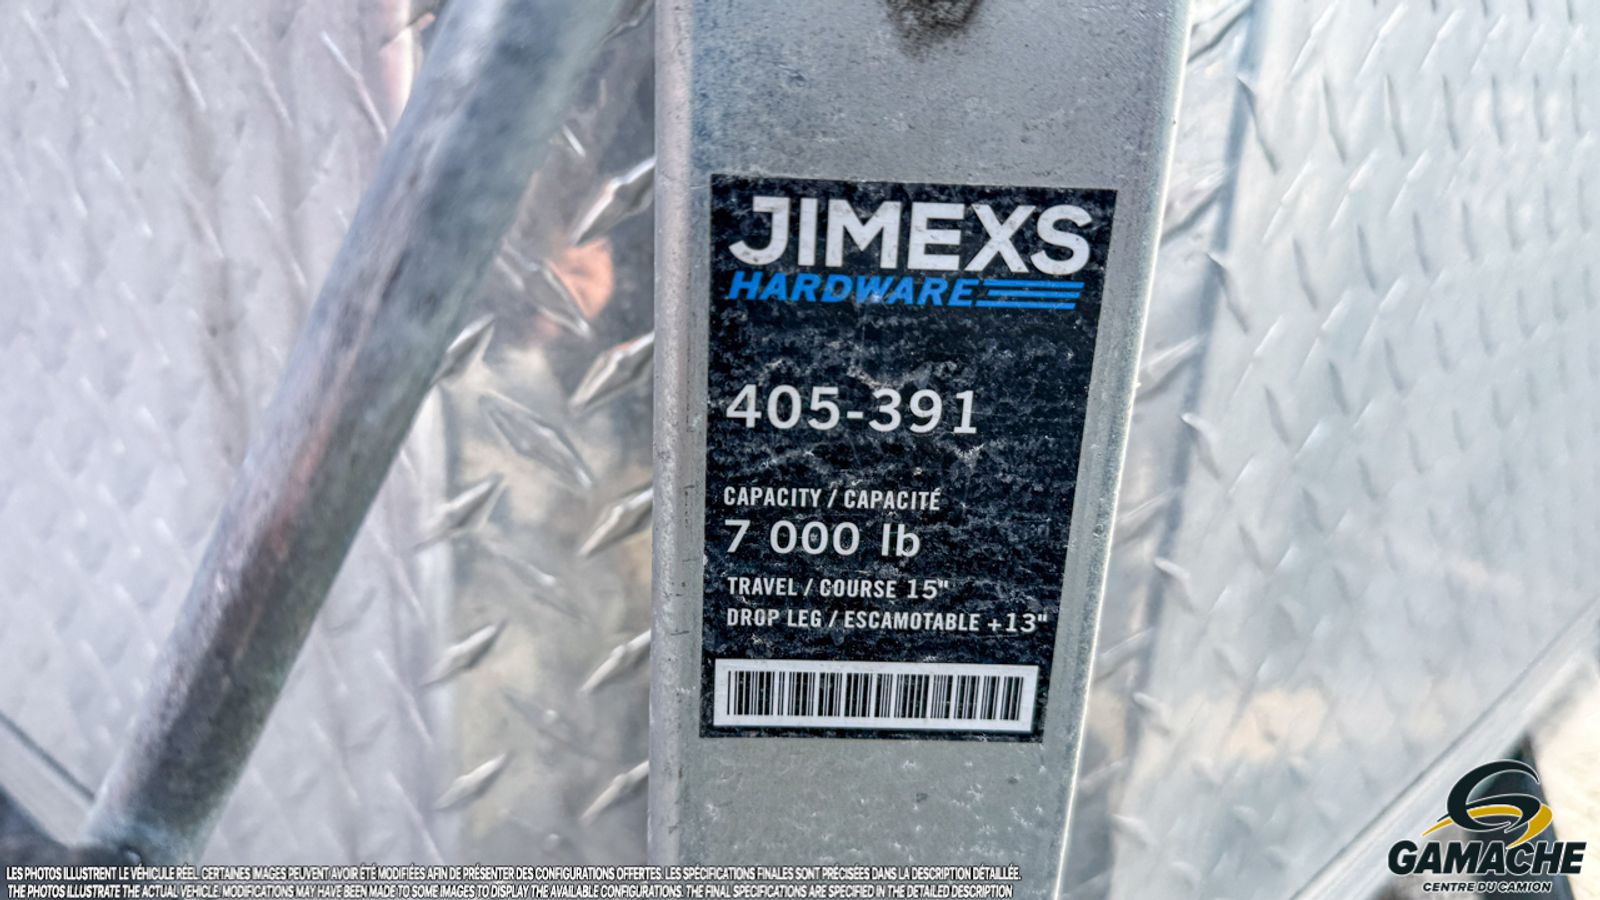 JIMEXS
HARDWARE
405-391
CAPACITY / CAPACITÉ
7 000 lb
TRAVEL / COURSE 15"
DROP LEG / ESCAMOTABLE +13"
LES PHOTOS ILLUSTRENT LE VÉHICULE RÉEL. CERTAINES IMAGES PEUVENT AVOIR ÉTÉ MODIFIÉES AFIN DE PRÉSENTER DES CONFIGURATIONS OFFERTES. LES SPÉCIFICATIONS FINALES SONT PRÉCISÉES DANS LA DESCRIPTION DÉTAILLÉE.
THE PHOTOS ILLUSTRATE THE ACTUAL VEHICLE. MODIFICATIONS MAY HAVE BEEN MADE TO SOME IMAGES TO DISPLAY THE AVAILABLE CONFIGURATIONS. THE FINAL SPECIFICATIONS ARE SPECIFIED IN THE DETAILED DESCRIPTION
GAMACHE
CENTRE DU CAMION